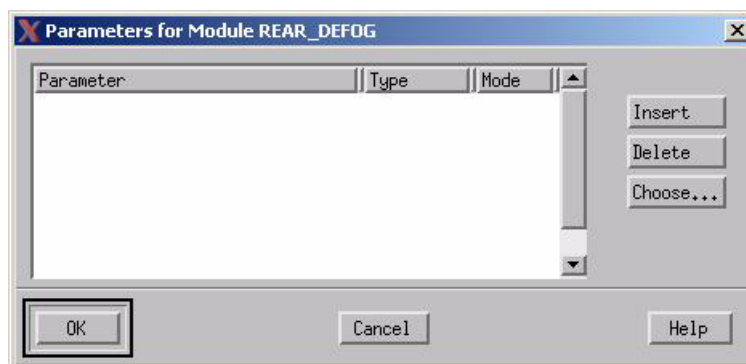 Parameters for Module REAR_DEFOG
Parameter Type Mode
Insert
Delete
Choose...
OK Cancel Help